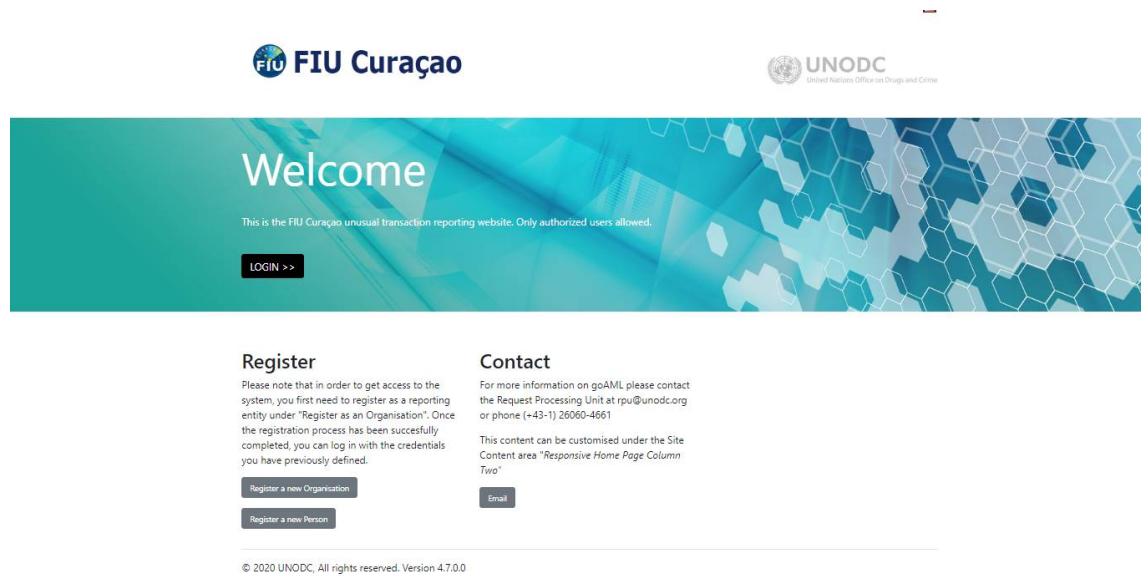 FIU
FIU Curaçao
UNODC
United Nations Office on Drugs and Crime
Welcome
This is the FIU Curaçao unusual transaction reporting website. Only authorized users allowed.
LOGIN >>
Register
Please note that in order to get access to the
system, you first need to register as a reporting
entity under "Register as an Organisation". Once
the registration process has been succesfully
completed, you can log in with the credentials
you have previously defined.
Register a new Organisation
Register a new Person
Contact
For more information on goAML please contact
the Request Processing Unit at rpu@unodc.org
or phone (+43-1) 26060-4661
This content can be customised under the Site
Content area "Responsive Home Page Column
Two"
Email
© 2020 UNODC, All rights reserved. Version 4.7.0.0